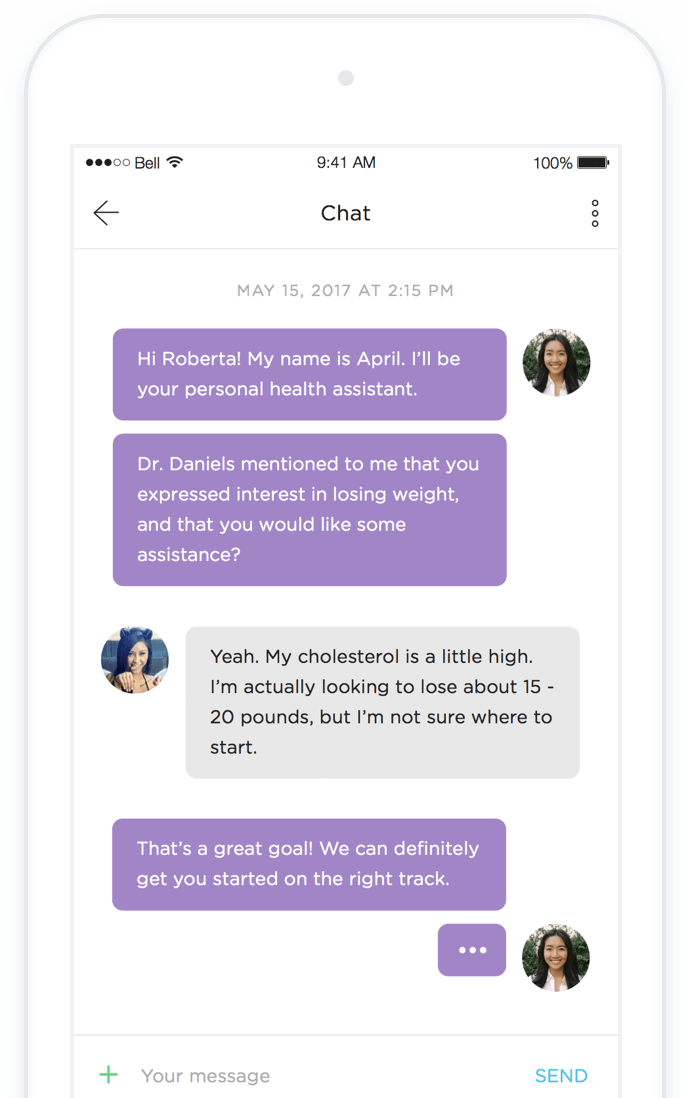 Bell 9:41 AM 100%
Chat
MAY 15, 2017 AT 2:15 PM
Hi Roberta! My name is April. I’ll be
your personal health assistant.
Dr. Daniels mentioned to me that you
expressed interest in losing weight,
and that you would like some
assistance?
Yeah. My cholesterol is a little high.
I’m actually looking to lose about 15 -
20 pounds, but I’m not sure where to
start.
That’s a great goal! We can definitely
get you started on the right track.
Your message SEND